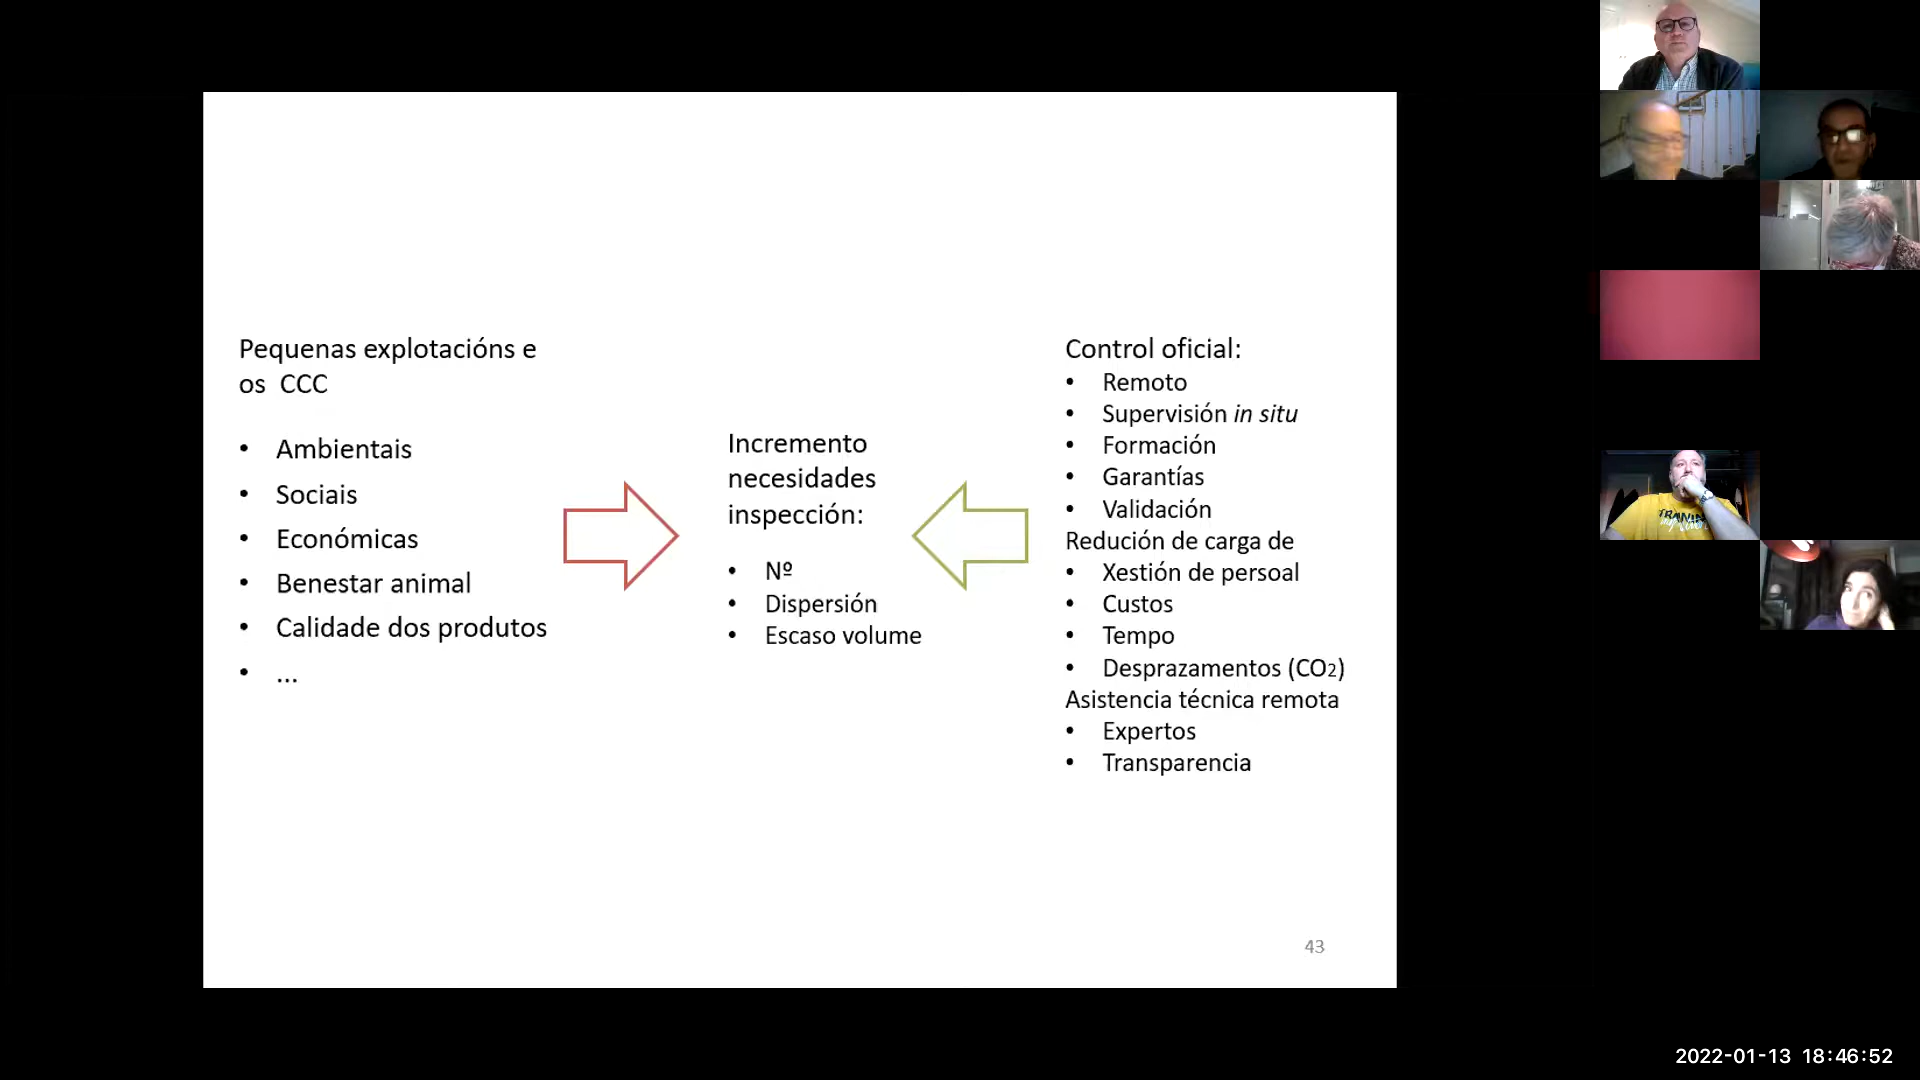 Pequenas explotacións e
os CCC
• Ambientais
• Sociais
• Económicas
• Benestar animal
• Calidade dos produtos
• ...
Incremento
necesidades
inspección:
• Nº
• Dispersión
• Escaso volume
Control oficial:
• Remoto
• Supervisión in situ
• Formación
• Garantías
• Validación
Redución de carga de
• Xestión de persoal
• Custos
• Tempo
• Desprazamentos (CO2)
Asistencia técnica remota
• Expertos
• Transparencia
43
2022-01-13 18:46:52